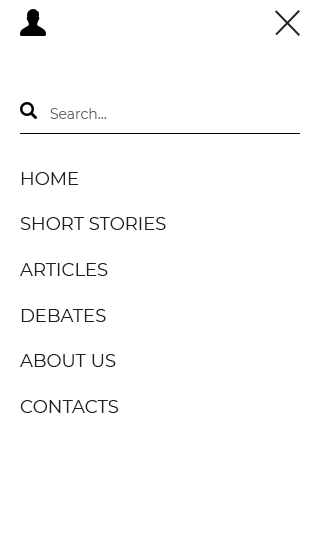 Search...
HOME
SHORT STORIES
ARTICLES
DEBATES
ABOUT US
CONTACTS